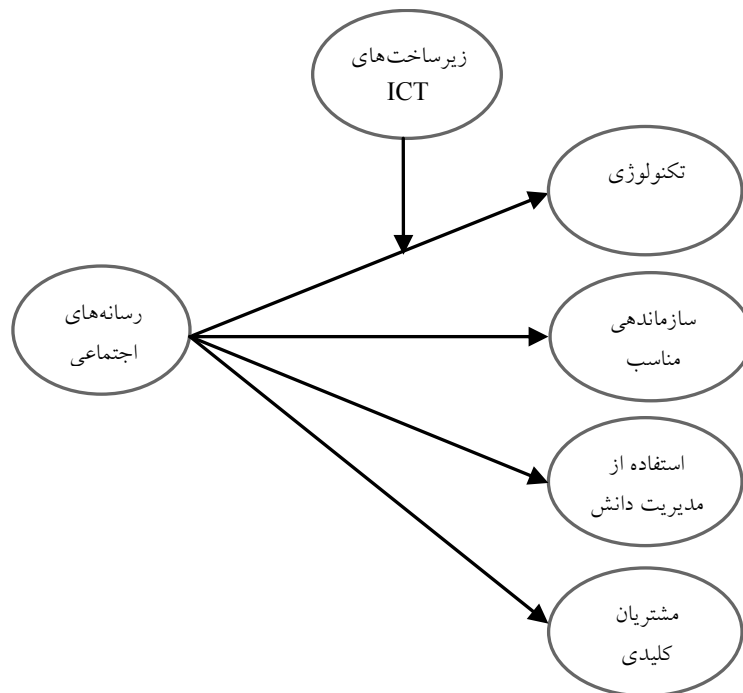 زیرساخت‌های
ICT
تکنولوژی
رسانه‌های
اجتماعی
سازماندهی
مناسب
استفاده از
مدیریت دانش
مشتریان
کلیدی